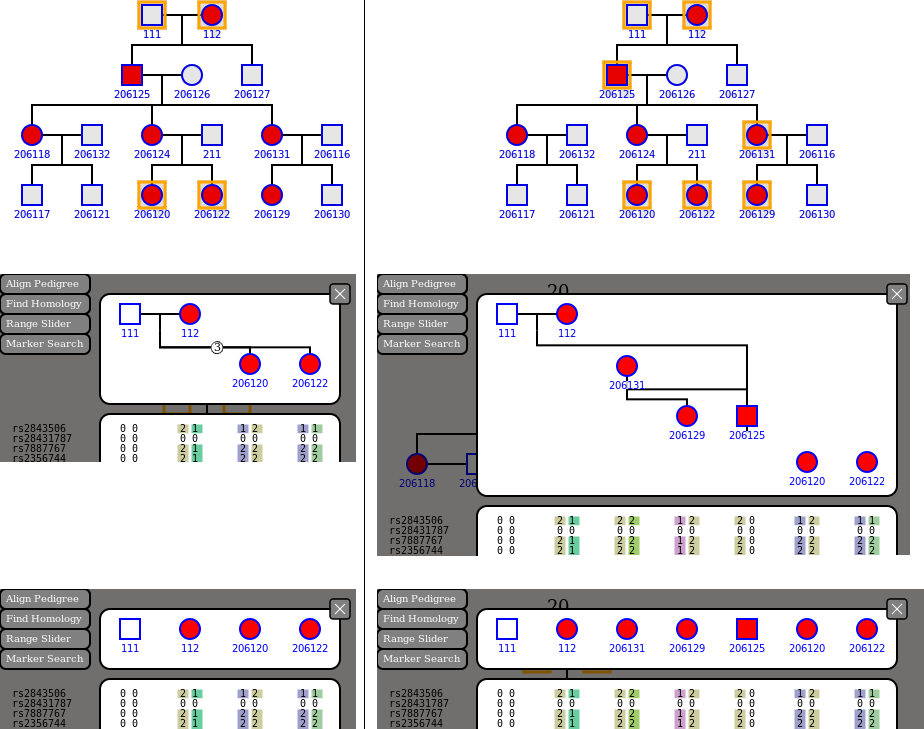 111 112
206125 206126 206127
206118 206132 206124 211 206131 206116
206117 206121 206120 206122 206129 206130
111 112
206125 206126 206127
206118 206132 206124 211 206131 206116
206117 206121 206120 206122 206129 206130
Align Pedigree
Find Homology
Range Slider
Marker Search
111 112
3
206120 206122
rs2843506 0 0 2 1 1 2 1 1
rs28431787 0 0 0 0 0 0 0 0
rs7887767 0 0 2 1 2 2 2 2
rs2356744 0 0 2 1 2 2 2 2
20
Align Pedigree
Find Homology
Range Slider
Marker Search
111 112
206131
206129 206125
206120 206122
206118
rs2843506 0 0 2 1 2 2 1 2 2 0 1 2 1 1
rs28431787 0 0 0 0 0 0 0 0 0 0 0 0 0 0
rs7887767 0 0 2 1 2 2 1 2 2 0 2 2 2 2
rs2356744 0 0 2 1 2 2 1 2 2 0 2 2 2 2
Align Pedigree
Find Homology
Range Slider
Marker Search
111 112 206120 206122
rs2843506 0 0 2 1 1 2 1 1
rs28431787 0 0 0 0 0 0 0 0
rs7887767 0 0 2 1 2 2 2 2
rs2356744 0 0 2 1 2 2 2 2
20
Align Pedigree
Find Homology
Range Slider
Marker Search
111 112 206131 206129 206125 206120 206122
rs2843506 0 0 2 1 2 2 1 2 2 0 1 2 1 1
rs28431787 0 0 0 0 0 0 0 0 0 0 0 0 0 0
rs7887767 0 0 2 1 2 2 1 2 2 0 2 2 2 2
rs2356744 0 0 2 1 2 2 1 2 2 0 2 2 2 2